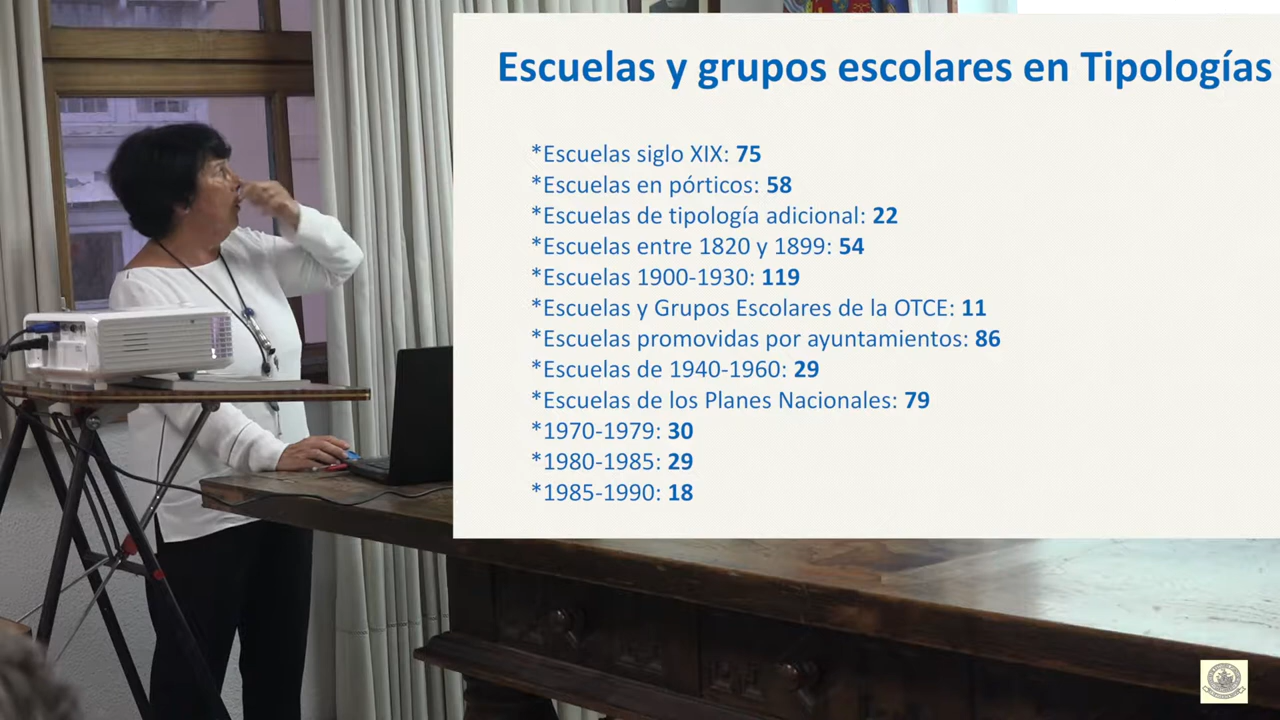 Escuelas y grupos escolares en Tipologías
*Escuelas siglo XIX: 75
*Escuelas en pórticos: 58
*Escuelas de tipología adicional: 22
*Escuelas entre 1820 y 1899: 54
*Escuelas 1900-1930: 119
*Escuelas y Grupos Escolares de la OTCE: 11
*Escuelas promovidas por ayuntamientos: 86
*Escuelas de 1940-1960: 29
*Escuelas de los Planes Nacionales: 79
*1970-1979: 30
*1980-1985: 29
*1985-1990: 18